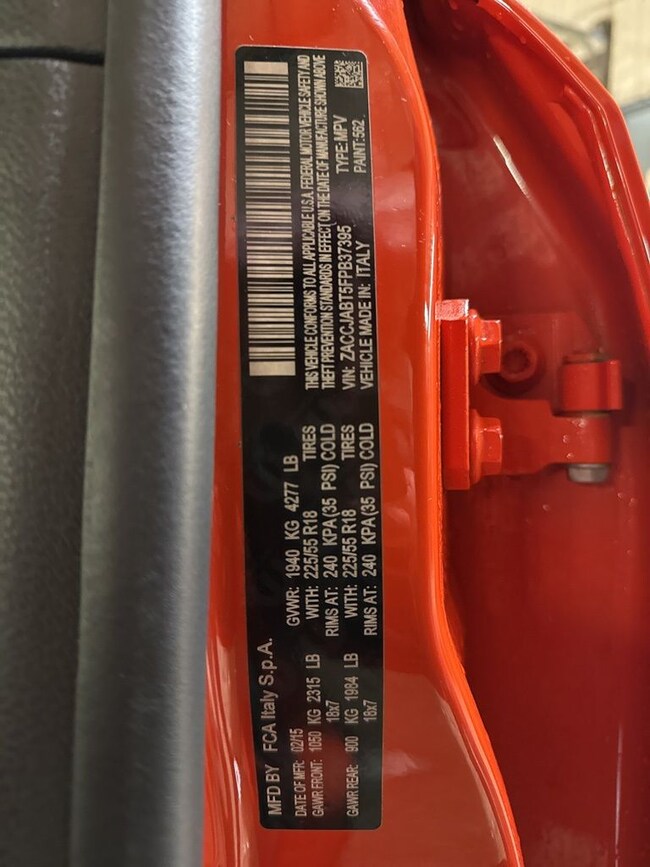 MFD BY FCA Italy S.p.A.
DATE OF MFR: 02/15 GVWR: 1940 KG 4277 LB
GAWR FRONT: 1050 KG 2315 LB WITH: 225/55 R18 TIRES
18x7 RIMS AT: 240 KPA(35 PSI) COLD
GAWR REAR: 900 KG 1984 LB WITH: 225/55 R18 TIRES
18x7 RIMS AT: 240 KPA(35 PSI) COLD
THIS VEHICLE CONFORMS TO ALL APPLICABLE U.S.A. FEDERAL MOTOR VEHICLE SAFETY AND
THEFT PREVENTION STANDARDS IN EFFECT ON THE DATE OF MANUFACTURE SHOWN ABOVE
VIN: ZACCJABT5FPB37395 TYPE: MPV
VEHICLE MADE IN: ITALY PAINT:562